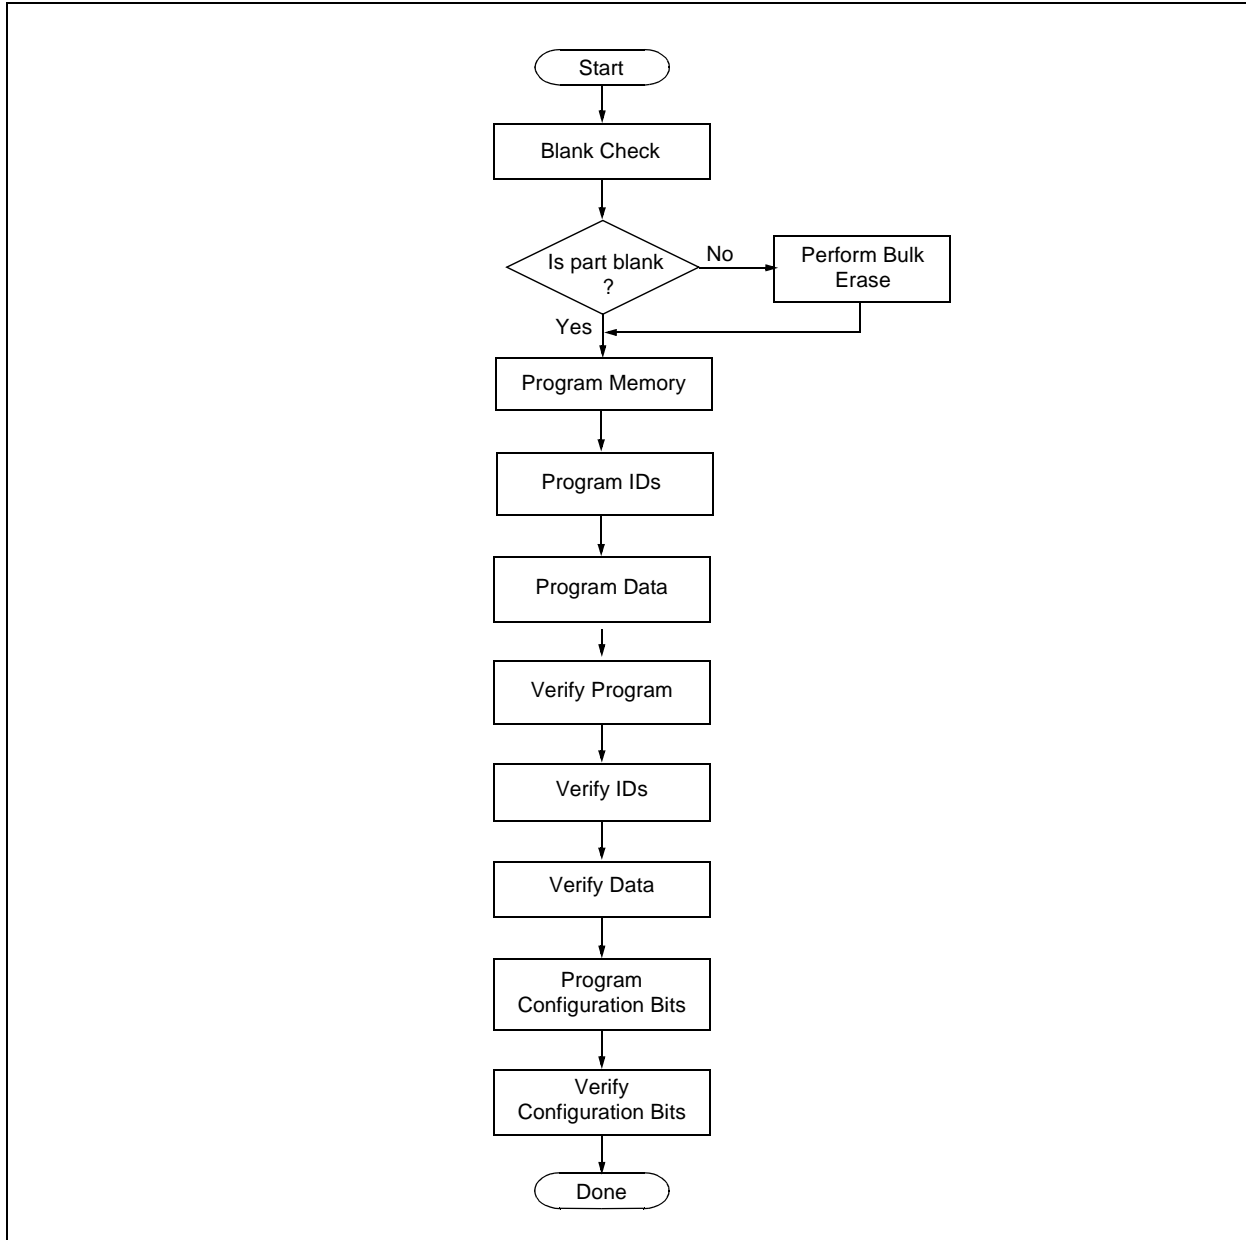 Start
Blank Check
Is part blank
?
No
Perform Bulk
Erase
Yes
Program Memory
Program IDs
Program Data
Verify Program
Verify IDs
Verify Data
Program
Configuration Bits
Verify
Configuration Bits
Done